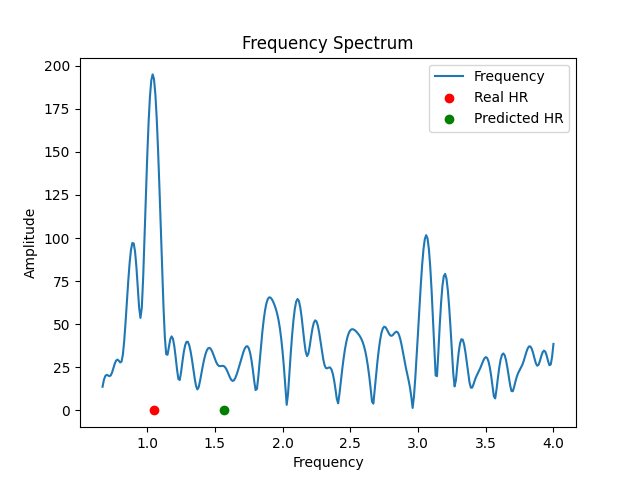 Frequency Spectrum
Frequency
Real HR
Predicted HR
Amplitude
200
175
150
125
100
75
50
25
0
1.0 1.5 2.0 2.5 3.0 3.5 4.0
Frequency